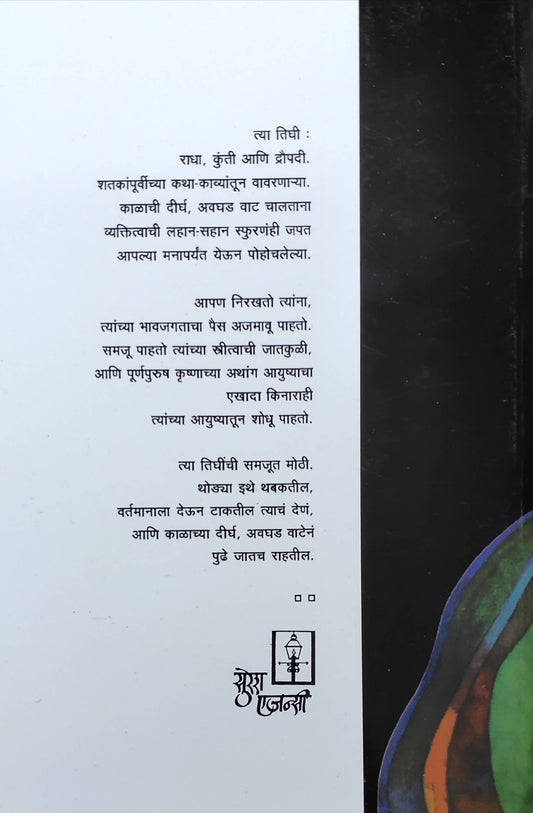 त्या तिघी :
राधा, कुंती आणि द्रौपदी.
शतकांपूर्वीच्या कथा-काव्यांतून वावरणाऱ्या.
काळाची दीर्घ, अवघड वाट चालताना
व्यक्तित्वाची लहान-सहान स्फुरणंही जपत
आपल्या मनापर्यंत येऊन पोहोचलेल्या.
आपण निरखतो त्यांना,
त्यांच्या भावजगताचा पैस अजमावू पाहतो.
समजू पाहतो त्यांच्या स्त्रीत्वाची जातकुळी,
आणि पूर्णपुरुष कृष्णाच्या अथांग आयुष्याचा
एखादा किनाराही
त्यांच्या आयुष्यातून शोधू पाहतो.
त्या तिघींची समजूत मोठी.
थोड्या इथे थबकतील,
वर्तमानाला देऊन टाकतील त्याचं देणं,
आणि काळाच्या दीर्घ, अवघड वाटेनं
पुढे जातच राहतील.
सुरेश
एजन्सी